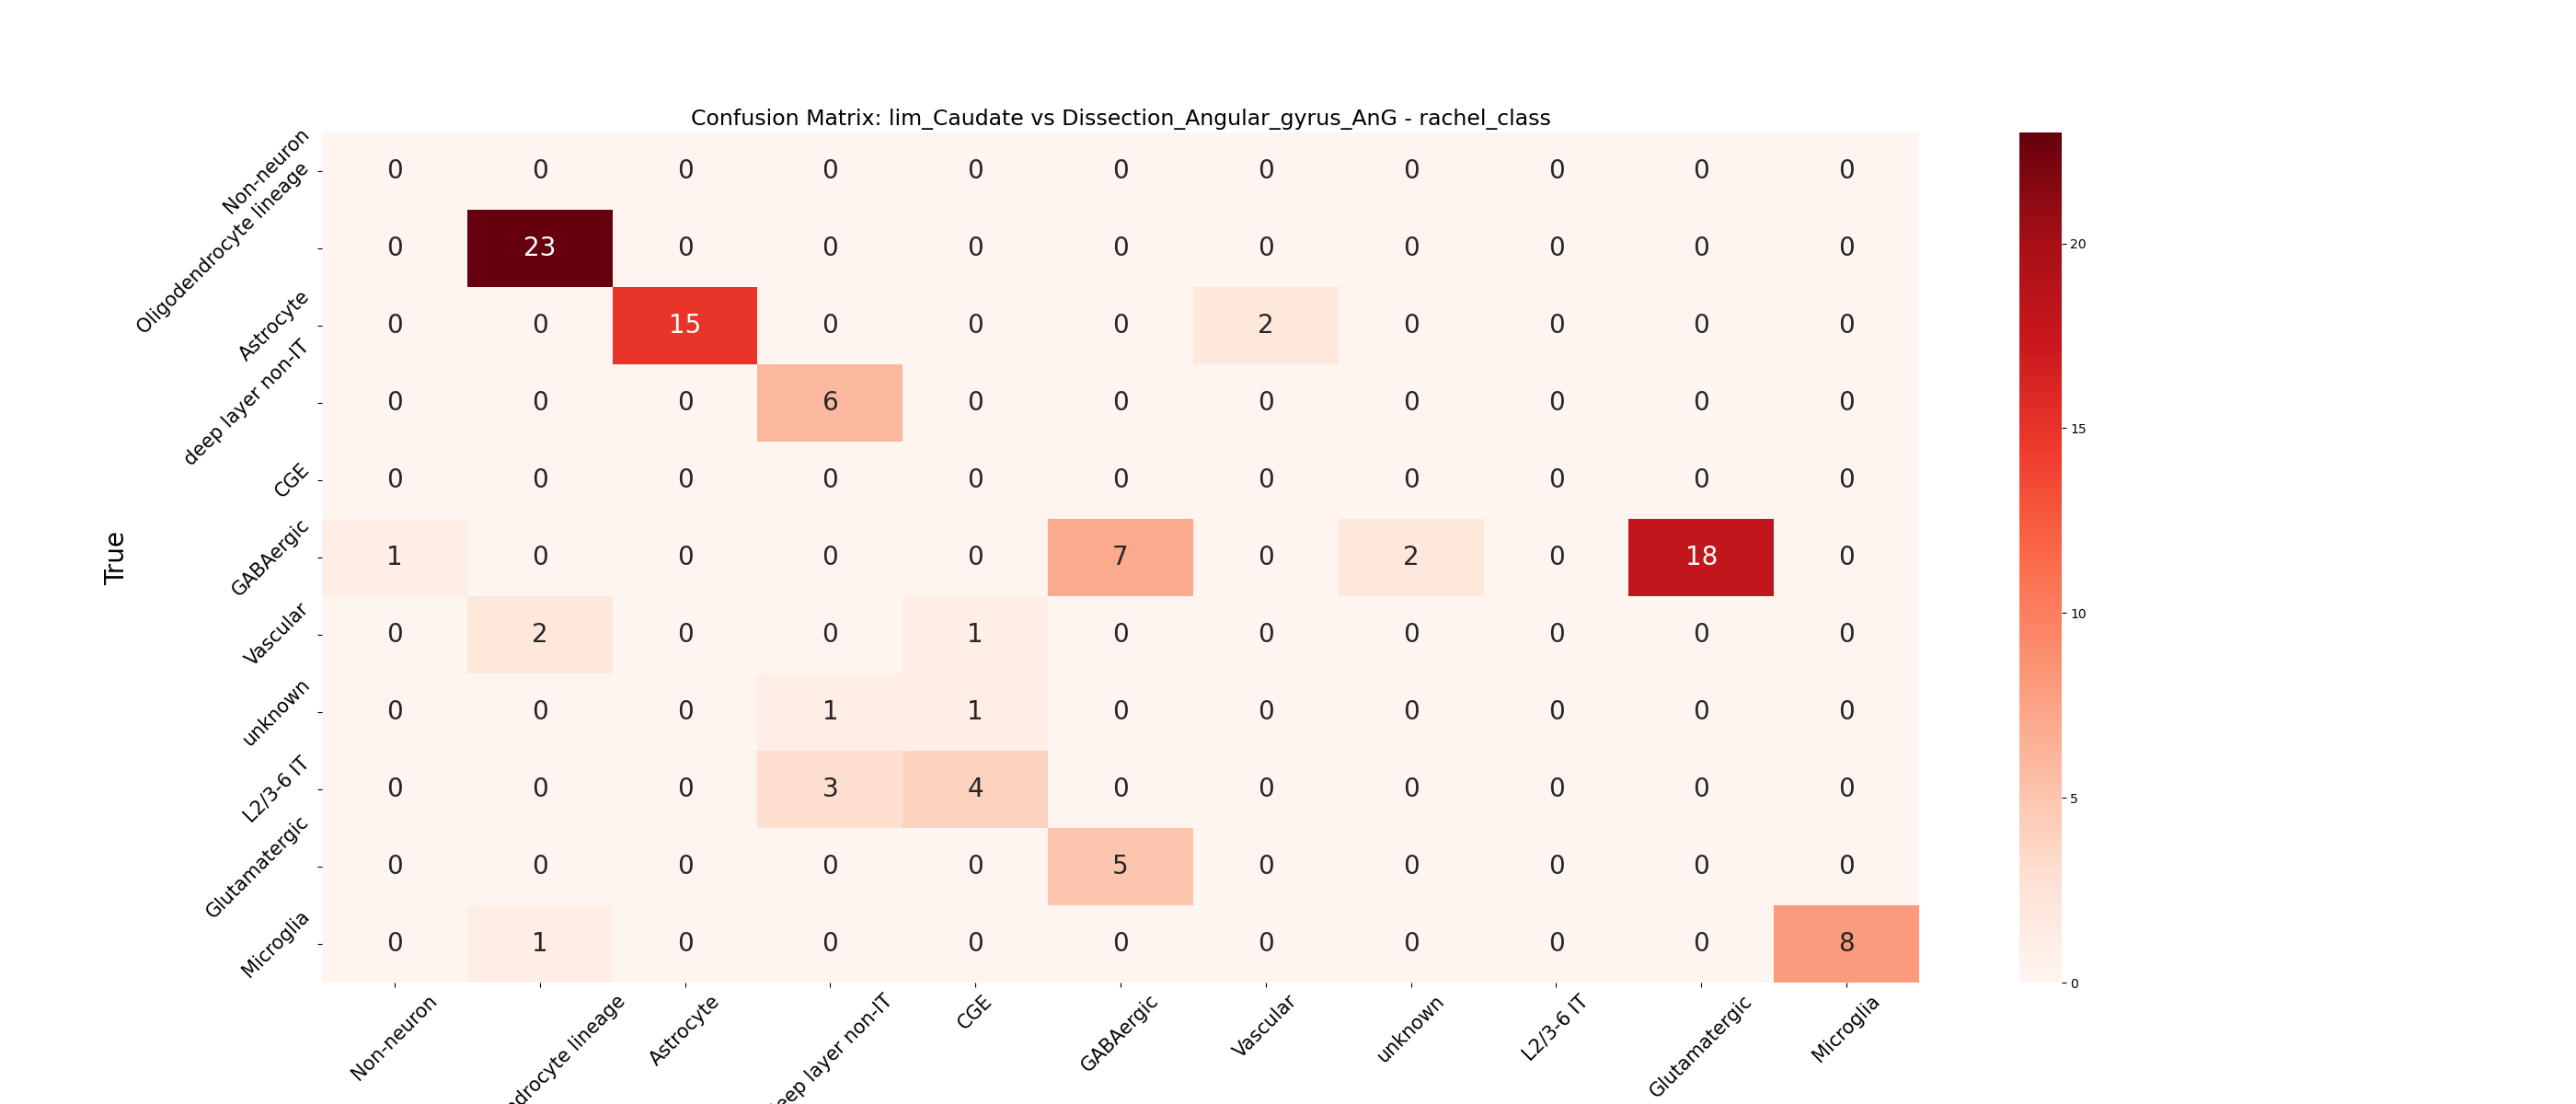 Confusion Matrix: lim_Caudate vs Dissection_Angular_gyrus_AnG - rachel_class
True
Non-neuron 0 0 0 0 0 0 0 0 0 0 0
Oligodendrocyte lineage 0 23 0 0 0 0 0 0 0 0 0
Astrocyte 0 0 15 0 0 0 2 0 0 0 0
deep layer non-IT 0 0 0 6 0 0 0 0 0 0 0
CGE 0 0 0 0 0 0 0 0 0 0 0
GABAergic 1 0 0 0 0 7 0 2 0 18 0
Vascular 0 2 0 0 1 0 0 0 0 0 0
unknown 0 0 0 1 1 0 0 0 0 0 0
L2/3-6 IT 0 0 0 3 4 0 0 0 0 0 0
Glutamatergic 0 0 0 0 0 5 0 0 0 0 0
Microglia 0 1 0 0 0 0 0 0 0 0 8
Non-neuron
lineage
Astrocyte
layer non-IT
CGE
GABAergic
Vascular
unknown
L2/3-6 IT
Glutamatergic
Microglia
20
15
10
5
0